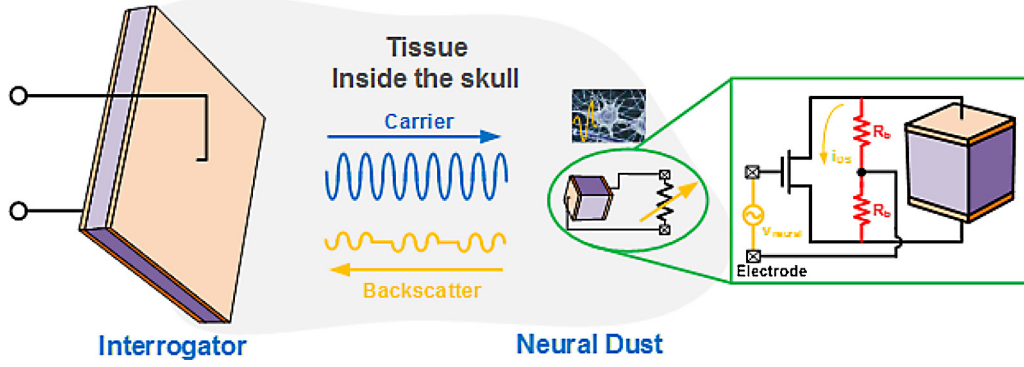 Tissue
Inside the skull
Carrier
Backscatter
Interrogator
Neural Dust
Rb
iDS
Rb
Vneural
Electrode